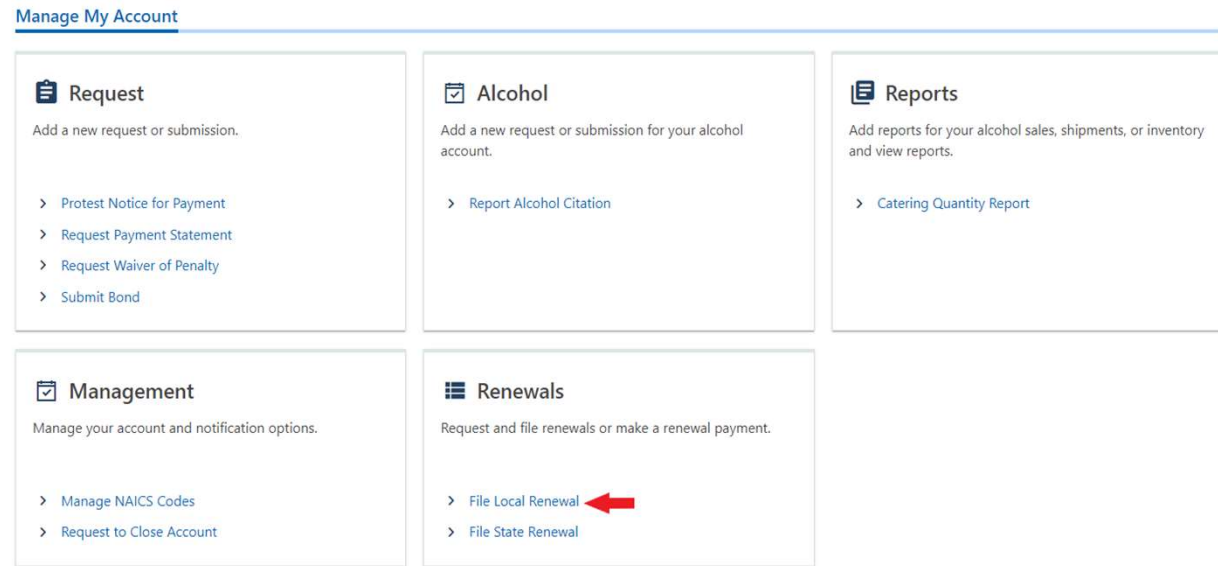 Manage My Account
Request
Add a new request or submission.
Protest Notice for Payment
Request Payment Statement
Request Waiver of Penalty
Submit Bond
Alcohol
Add a new request or submission for your alcohol
account.
Report Alcohol Citation
Reports
Add reports for your alcohol sales, shipments, or inventory
and view reports.
Catering Quantity Report
Management
Manage your account and notification options.
Manage NAICS Codes
Request to Close Account
Renewals
Request and file renewals or make a renewal payment.
File Local Renewal
File State Renewal